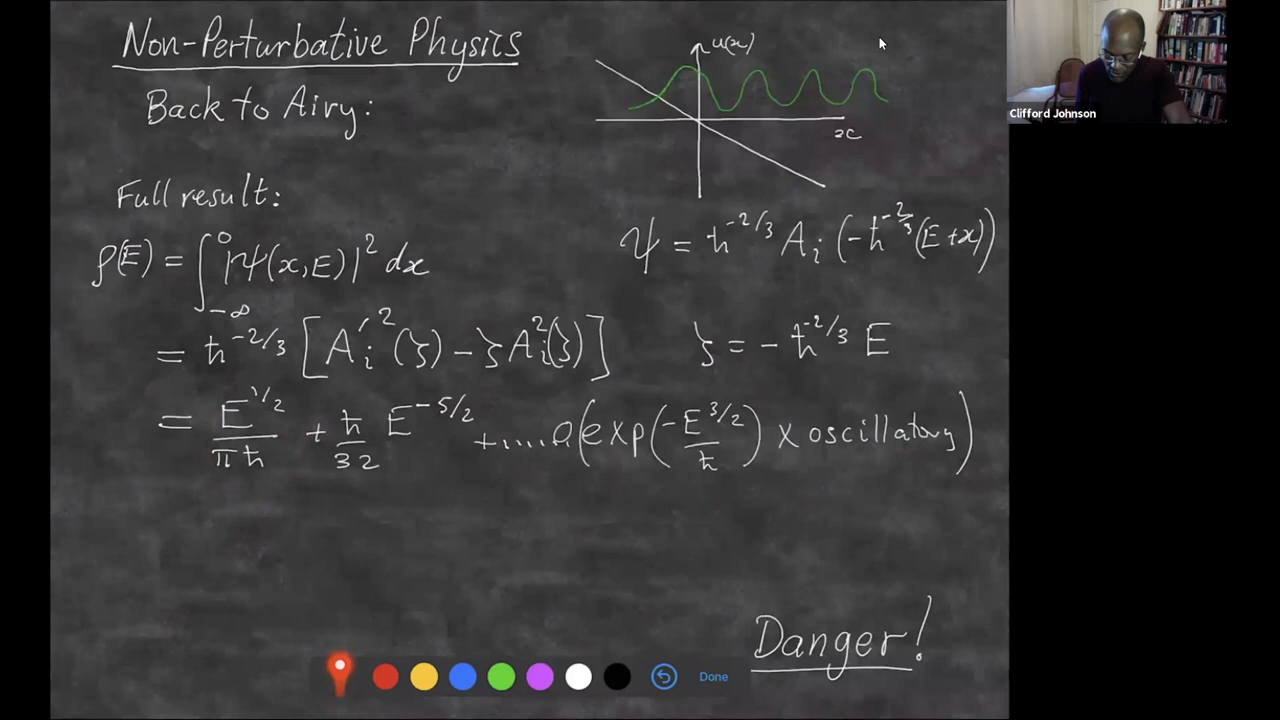 Non-Perturbative Physics
Back to Airy:
u(x)
x
Clifford Johnson
Full result:
ρ(E) = ∫_{-∞}^{0} |ψ(x,E)|² dx
ψ = ħ^{-2/3} Ai (-ħ^{-2/3}(E+x))
= ħ^{-2/3} [Ai'²(ζ) - ζAi²(ζ)]
ζ = -ħ^{-2/3} E
= E^{1/2}/πħ + ħ/32 E^{-5/2} + ..... O(exp(-E^{3/2}/ħ) × oscillatory)
Danger!
Done